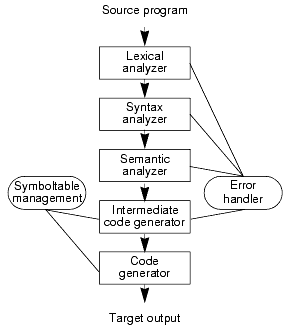 Source program
Lexical
analyzer
Syntax
analyzer
Semantic
analyzer
Symboltable
management
Error
handler
Intermediate
code generator
Code
generator
Target output